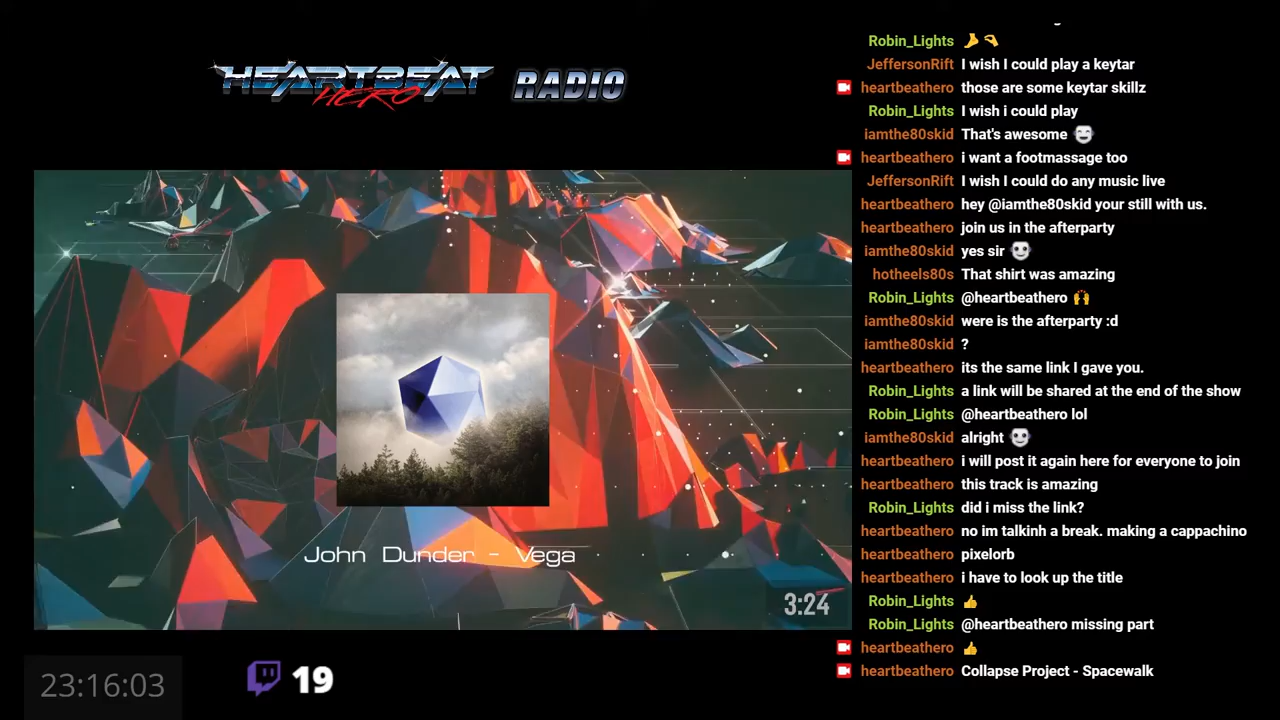 HEARTBEAT
HERO
RADIO
John Dunder - Vega
3:24
23:16:03
19
Robin_Lights 🦶🤏
JeffersonRift I wish I could play a keytar
heartbeathero those are some keytar skillz
Robin_Lights I wish i could play
iamthe80skid That's awesome
heartbeathero i want a footmassage too
JeffersonRift I wish I could do any music live
heartbeathero hey @iamthe80skid your still with us.
heartbeathero join us in the afterparty
iamthe80skid yes sir
hotheels80s That shirt was amazing
Robin_Lights @heartbeathero 🙌
iamthe80skid were is the afterparty :d
iamthe80skid ?
heartbeathero its the same link I gave you.
Robin_Lights a link will be shared at the end of the show
Robin_Lights @heartbeathero lol
iamthe80skid alright
heartbeathero i will post it again here for everyone to join
heartbeathero this track is amazing
Robin_Lights did i miss the link?
heartbeathero no im talkinh a break. making a cappachino
heartbeathero pixelorb
heartbeathero i have to look up the title
Robin_Lights 👍
Robin_Lights @heartbeathero missing part
heartbeathero 👍
heartbeathero Collapse Project - Spacewalk